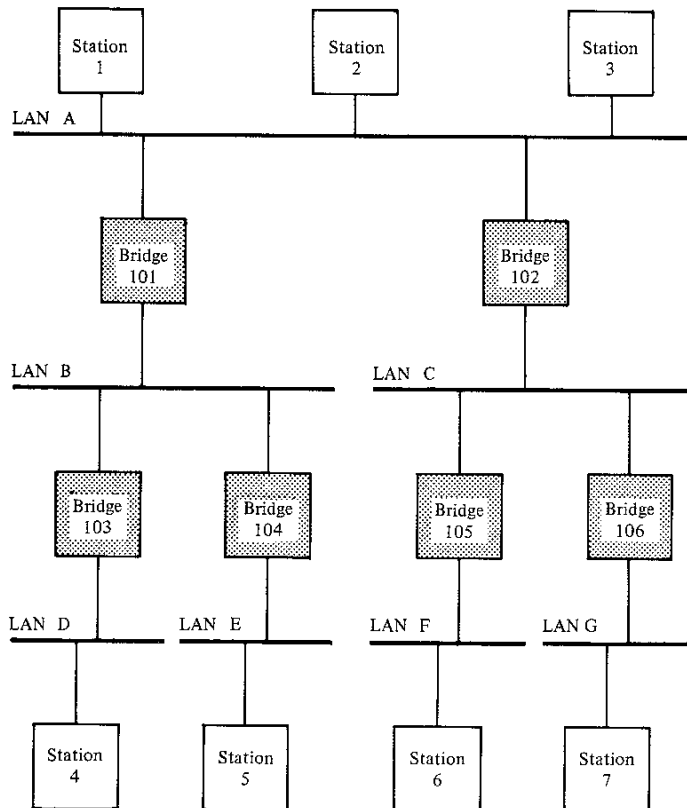 Station
1
Station
2
Station
3
LAN A
Bridge
101
Bridge
102
LAN B
LAN C
Bridge
103
Bridge
104
Bridge
105
Bridge
106
LAN D
LAN E
LAN F
LAN G
Station
4
Station
5
Station
6
Station
7